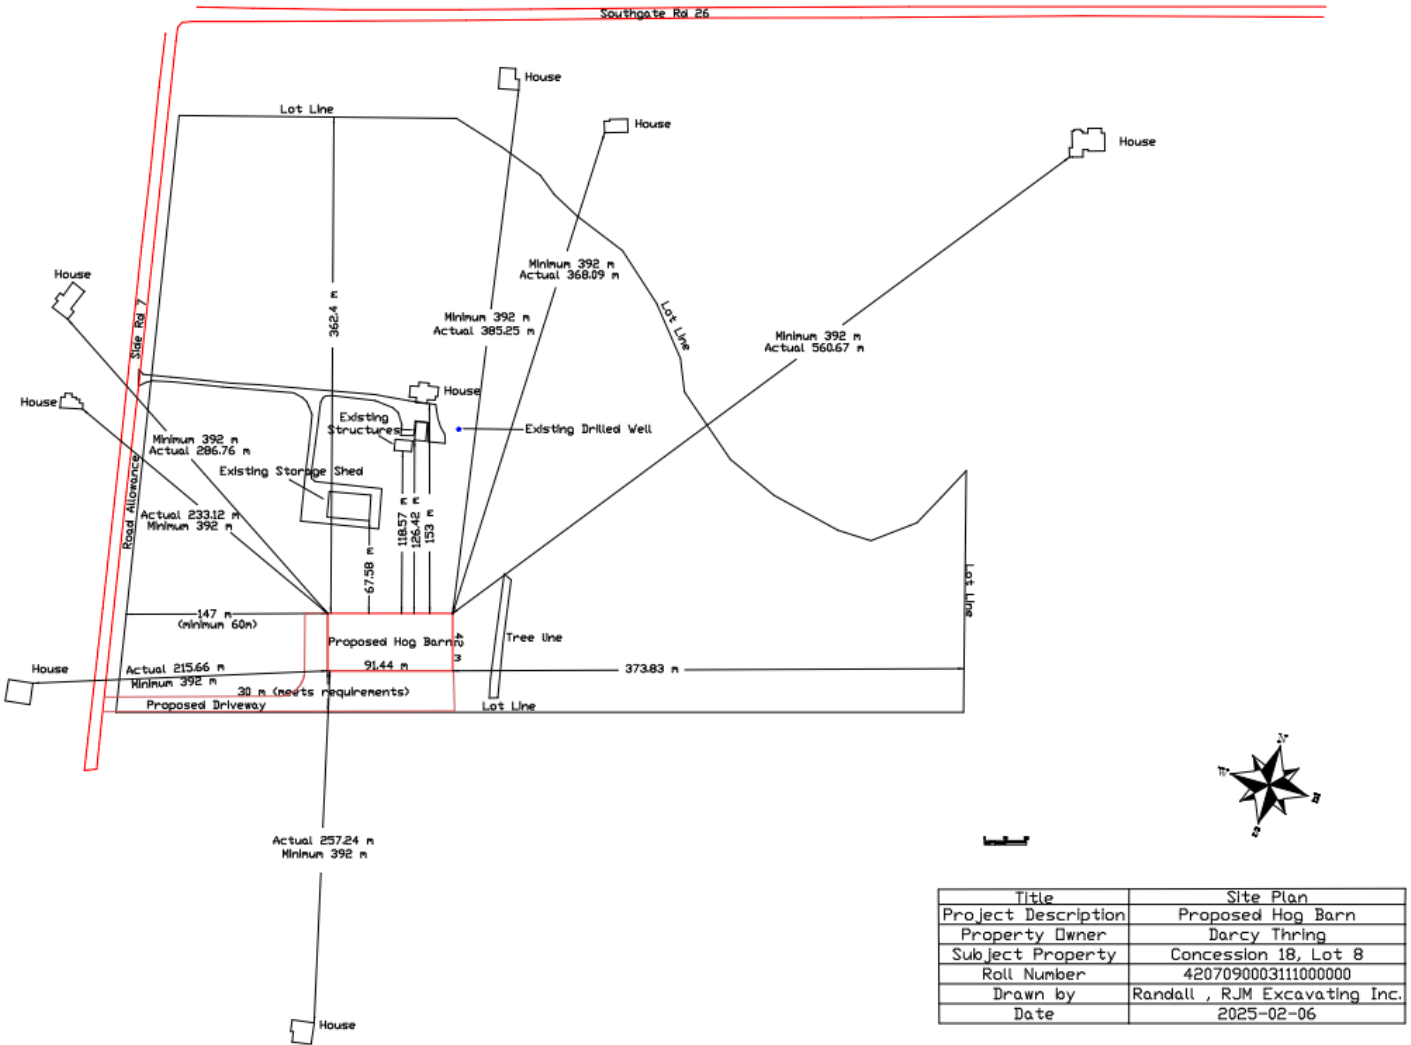 Southgate Rd 26
House
Lot Line
House
House
Minimum 392 m
Actual 368.09 m
House
Side Rd 7
362.4 m
Minimum 392 m
Actual 385.25 m
Lot Line
Minimum 392 m
Actual 560.67 m
House
House
Existing
Structures
Existing Drilled Well
Minimum 392 m
Actual 286.76 m
Existing Storage Shed
Road Allowance
Actual 233.12 m
Minimum 392 m
67.58 m
118.57 m
126.42 m
153 m
Lot Line
147 m
(minimum 60m)
Proposed Hog Barn
42 m
Tree line
House
Actual 215.66 m
Minimum 392 m
91.44 m
373.83 m
30 m (meets requirements)
Proposed Driveway
Lot Line
N
W
S
Actual 257.24 m
Minimum 392 m
House
Title Site Plan
Project Description Proposed Hog Barn
Property Owner Darcy Thring
Subject Property Concession 18, Lot 8
Roll Number 4207090003111000000
Drawn by Randall , RJM Excavating Inc.
Date 2025-02-06